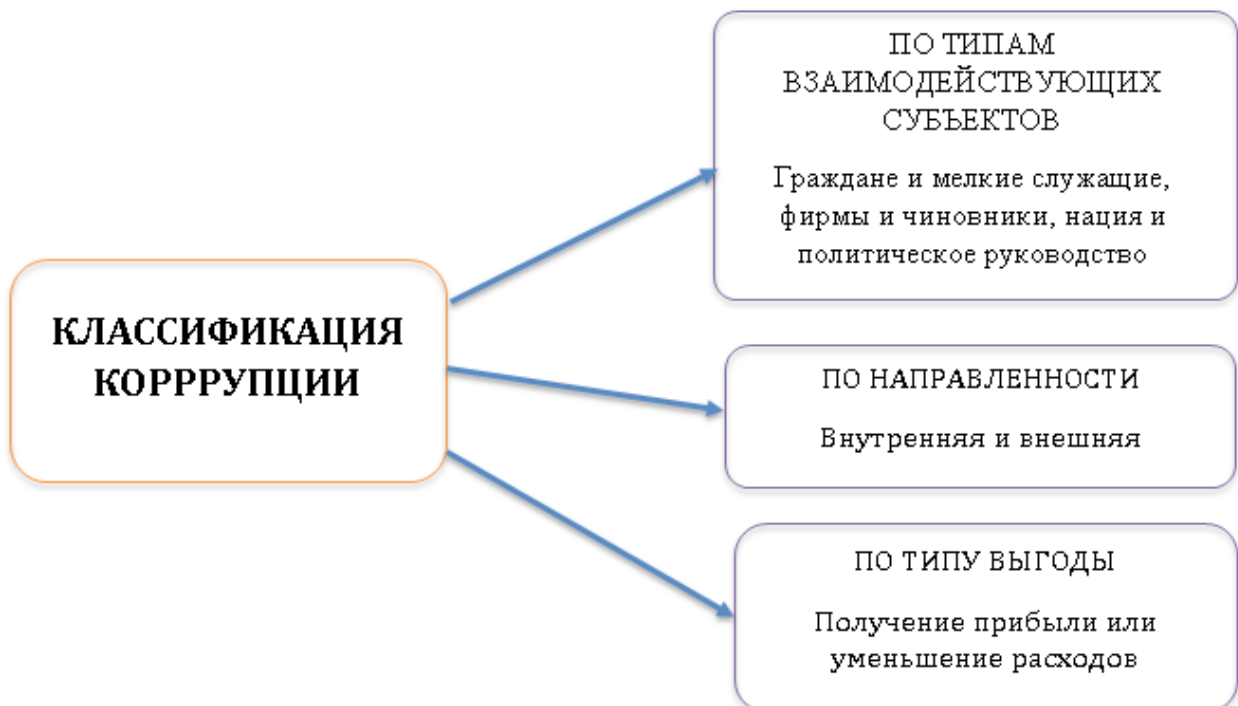 КЛАССИФИКАЦИЯ
КОРРРУПЦИИ
ПО ТИПАМ
ВЗАИМОДЕЙСТВУЮЩИХ
СУБЪЕКТОВ
Граждане и мелкие служащие,
фирмы и чиновники, нация и
политическое руководство
ПО НАПРАВЛЕННОСТИ
Внутренняя и внешняя
ПО ТИПУ ВЫГОДЫ
Получение прибыли или
уменьшение расходов